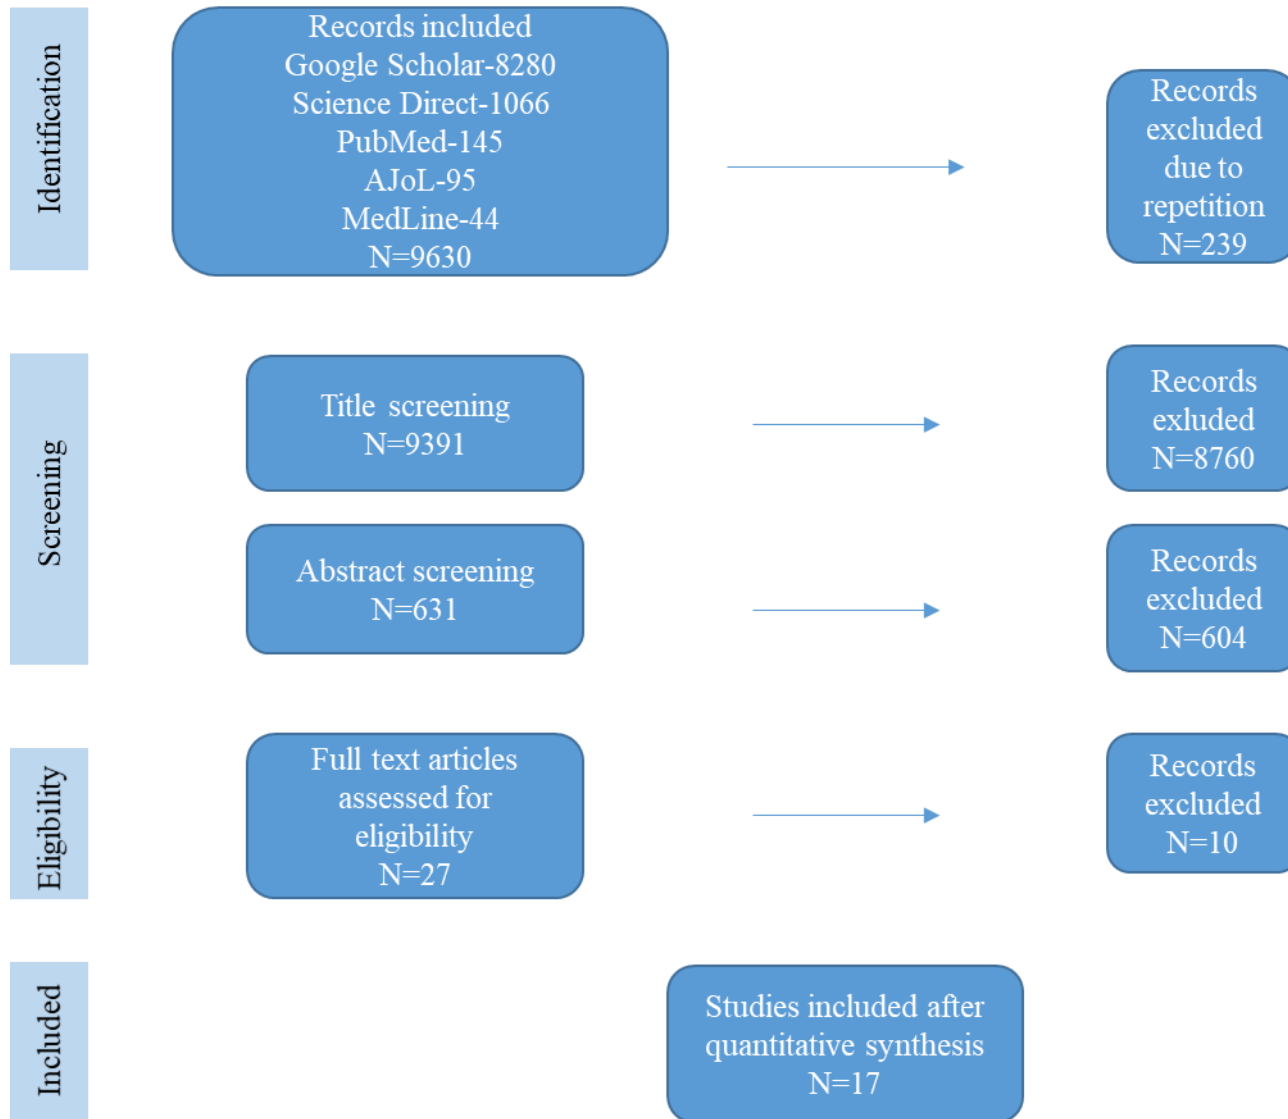 Identification
Records included
Google Scholar-8280
Science Direct-1066
PubMed-145
AJoL-95
MedLine-44
N=9630
Records
excluded
due to
repetition
N=239
Screening
Title screening
N=9391
Records
exluded
N=8760
Abstract screening
N=631
Records
excluded
N=604
Eligibility
Full text articles
assessed for
eligibility
N=27
Records
excluded
N=10
Included
Studies included after
quantitative synthesis
N=17